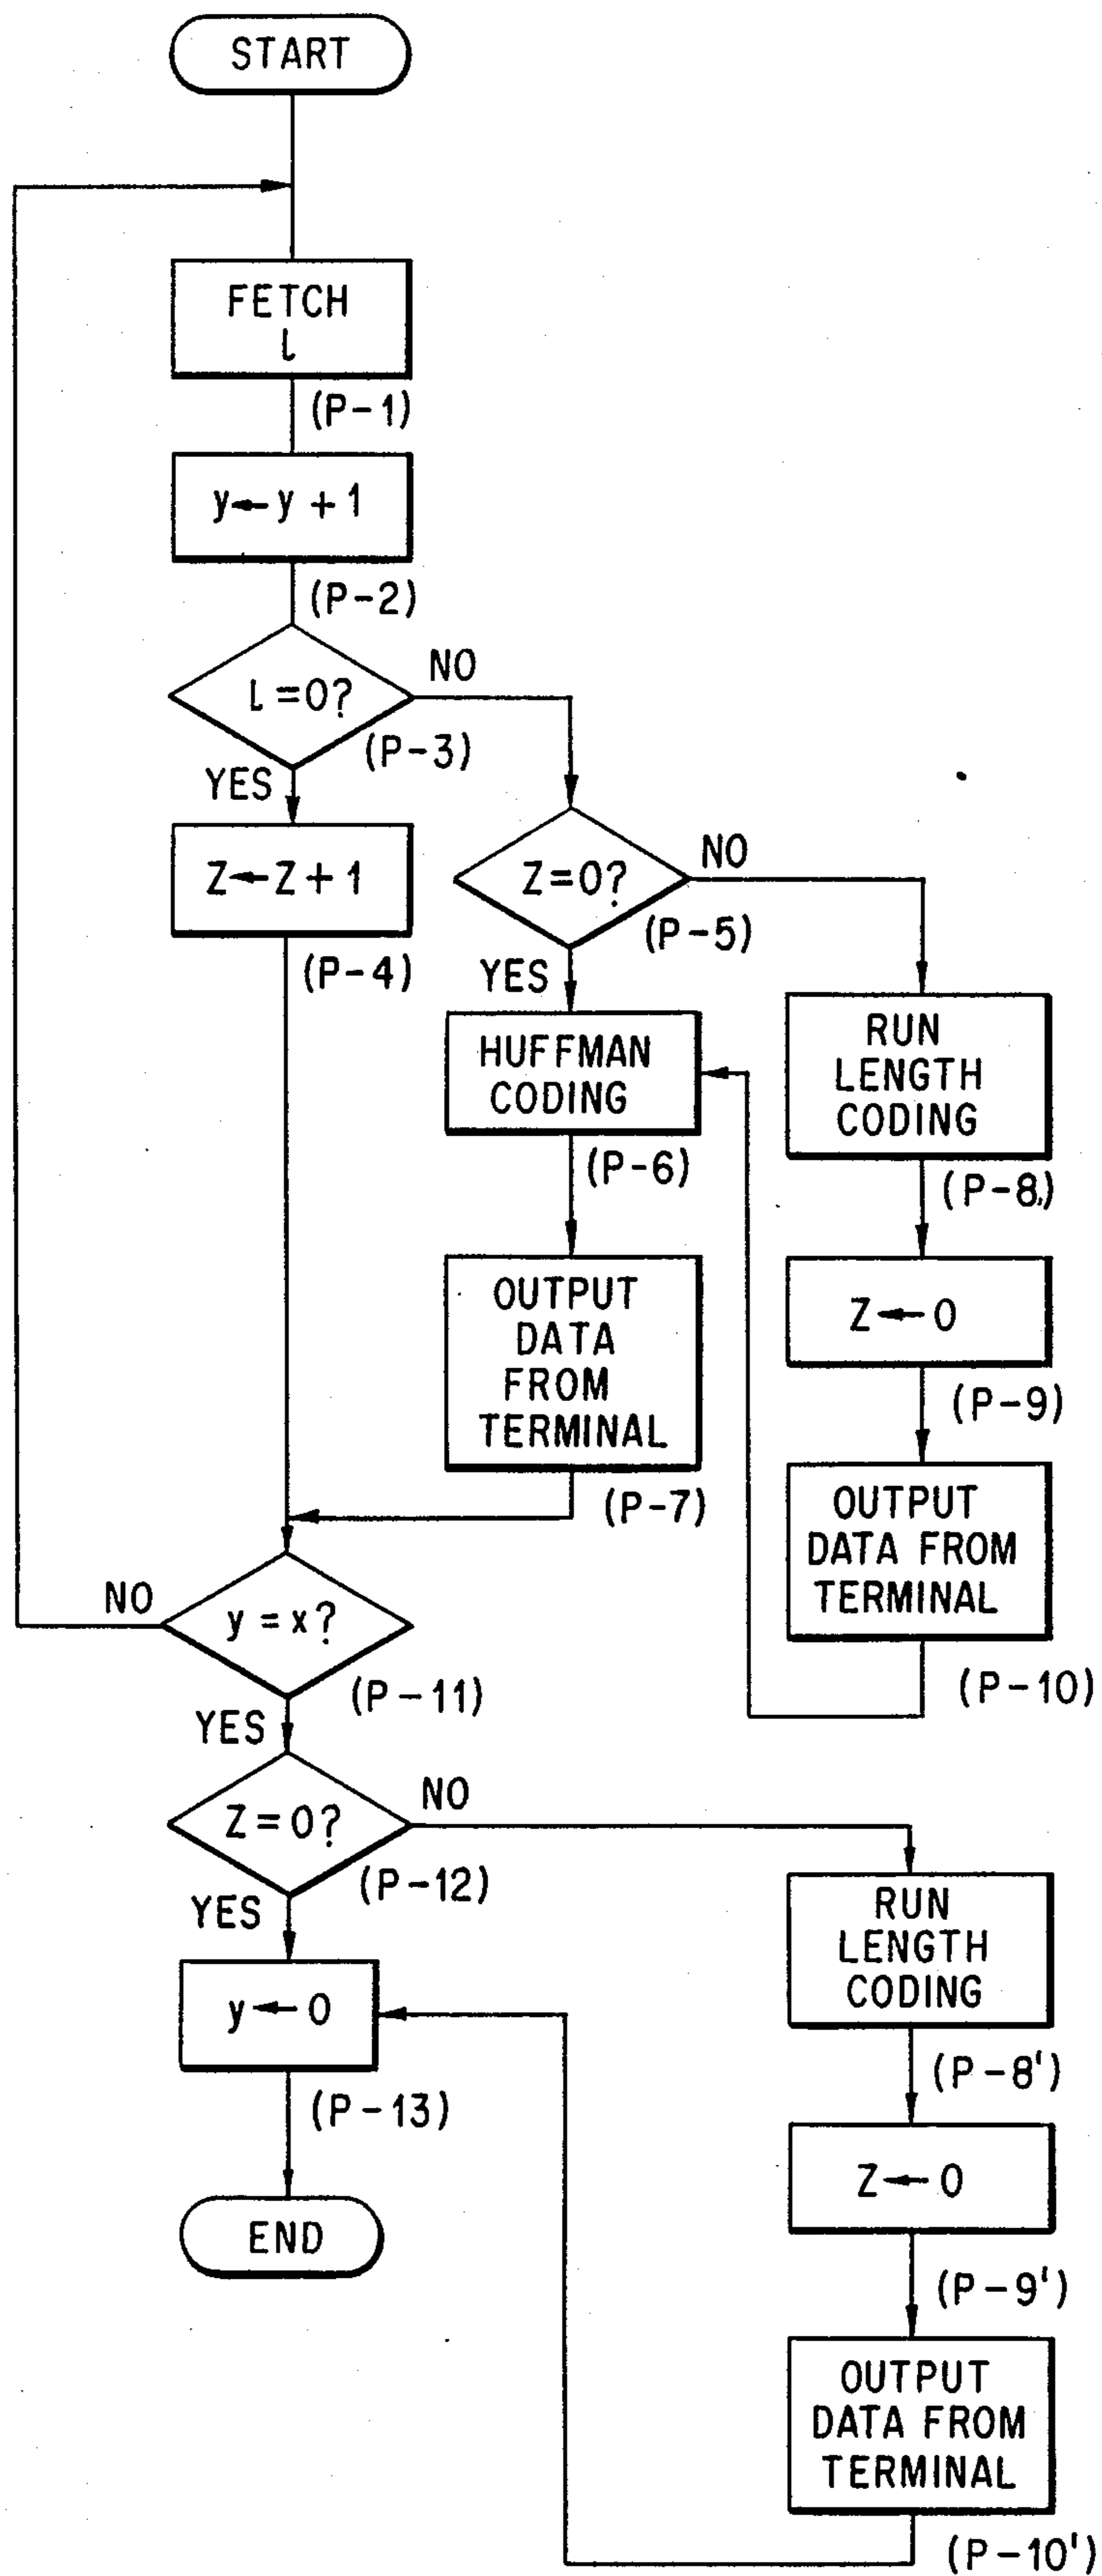 START
FETCH
l
(P-1)
y←y+1
(P-2)
l=0?
NO
(P-3)
YES
Z←Z+1
(P-4)
Z=0?
NO
(P-5)
YES
HUFFMAN
CODING
(P-6)
RUN
LENGTH
CODING
(P-8)
OUTPUT
DATA
FROM
TERMINAL
(P-7)
Z←0
(P-9)
OUTPUT
DATA FROM
TERMINAL
(P-10)
y=x?
NO
(P-11)
YES
Z=0?
NO
(P-12)
YES
y←0
(P-13)
END
RUN
LENGTH
CODING
(P-8')
Z←0
(P-9')
OUTPUT
DATA FROM
TERMINAL
(P-10')